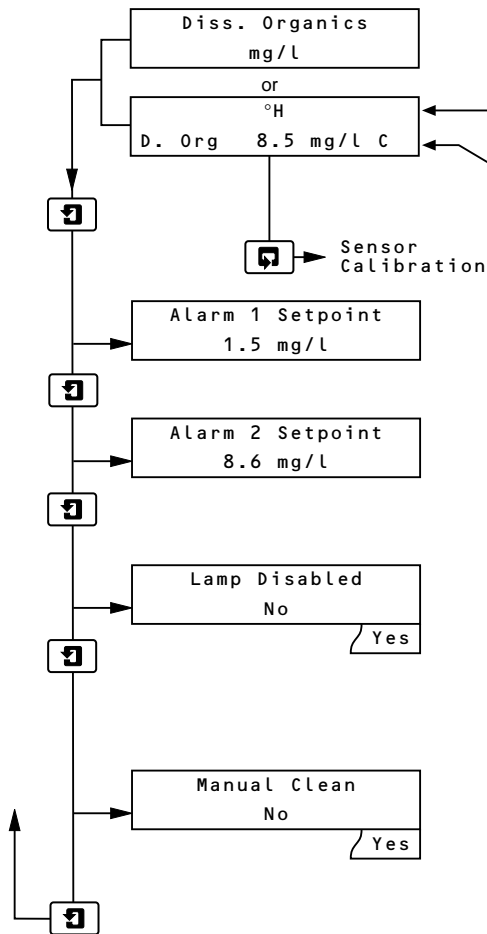 Diss. Organics
mg/l
or
°H
D. Org 8.5 mg/l C
Sensor
Calibration
Alarm 1 Setpoint
1.5 mg/l
Alarm 2 Setpoint
8.6 mg/l
Lamp Disabled
No
Yes
Manual Clean
No
Yes